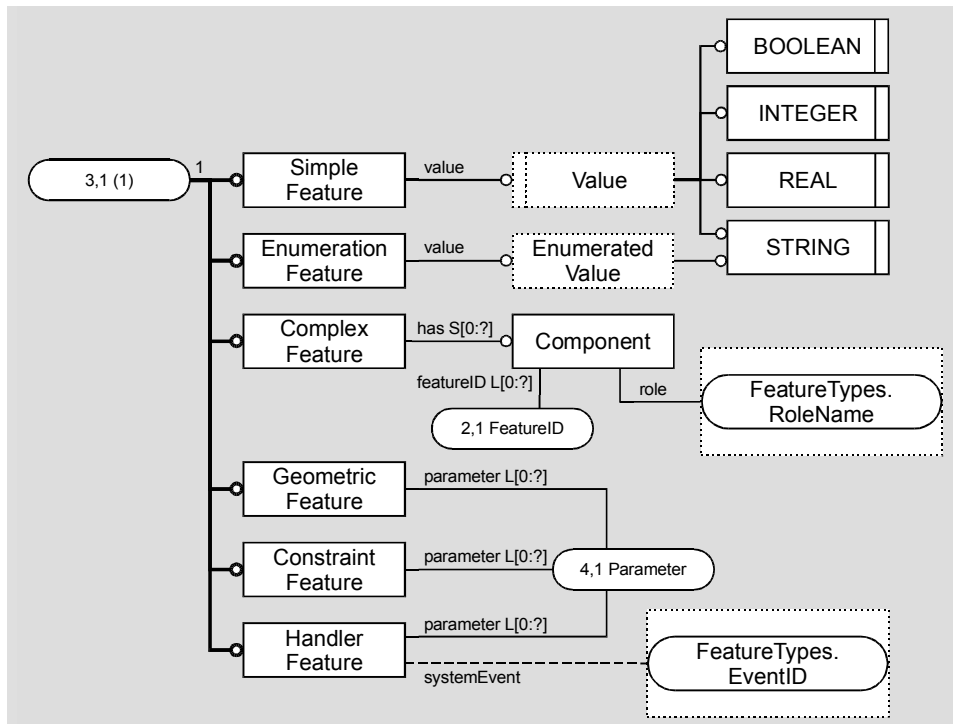 BOOLEAN
INTEGER
3,1 (1)
1
Simple
Feature
value
Value
REAL
Enumeration
Feature
value
Enumerated
Value
STRING
Complex
Feature
has S[0:?]
Component
featureID L[0:?]
role
FeatureTypes.
RoleName
2,1 FeatureID
Geometric
Feature
parameter L[0:?]
Constraint
Feature
parameter L[0:?]
4,1 Parameter
Handler
Feature
parameter L[0:?]
systemEvent
FeatureTypes.
EventID